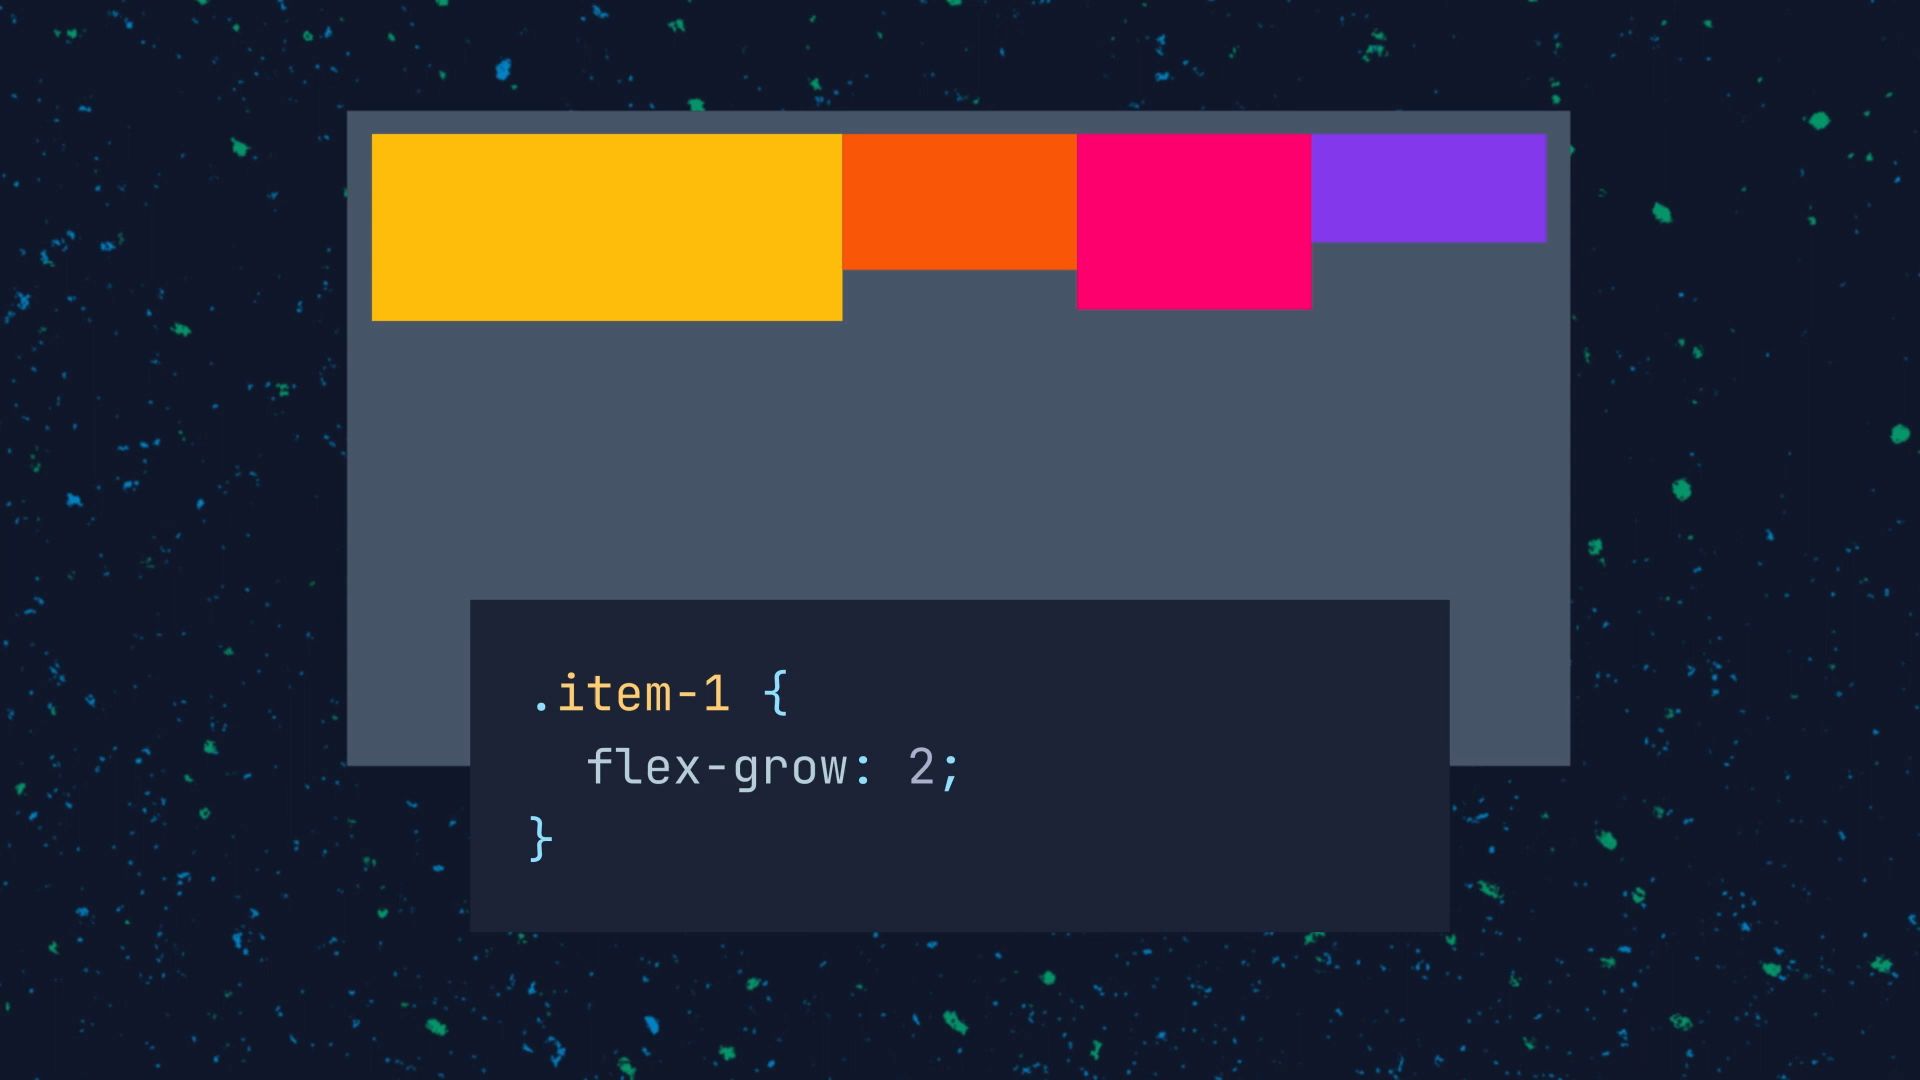 .item-1 {
  flex-grow: 2;
}